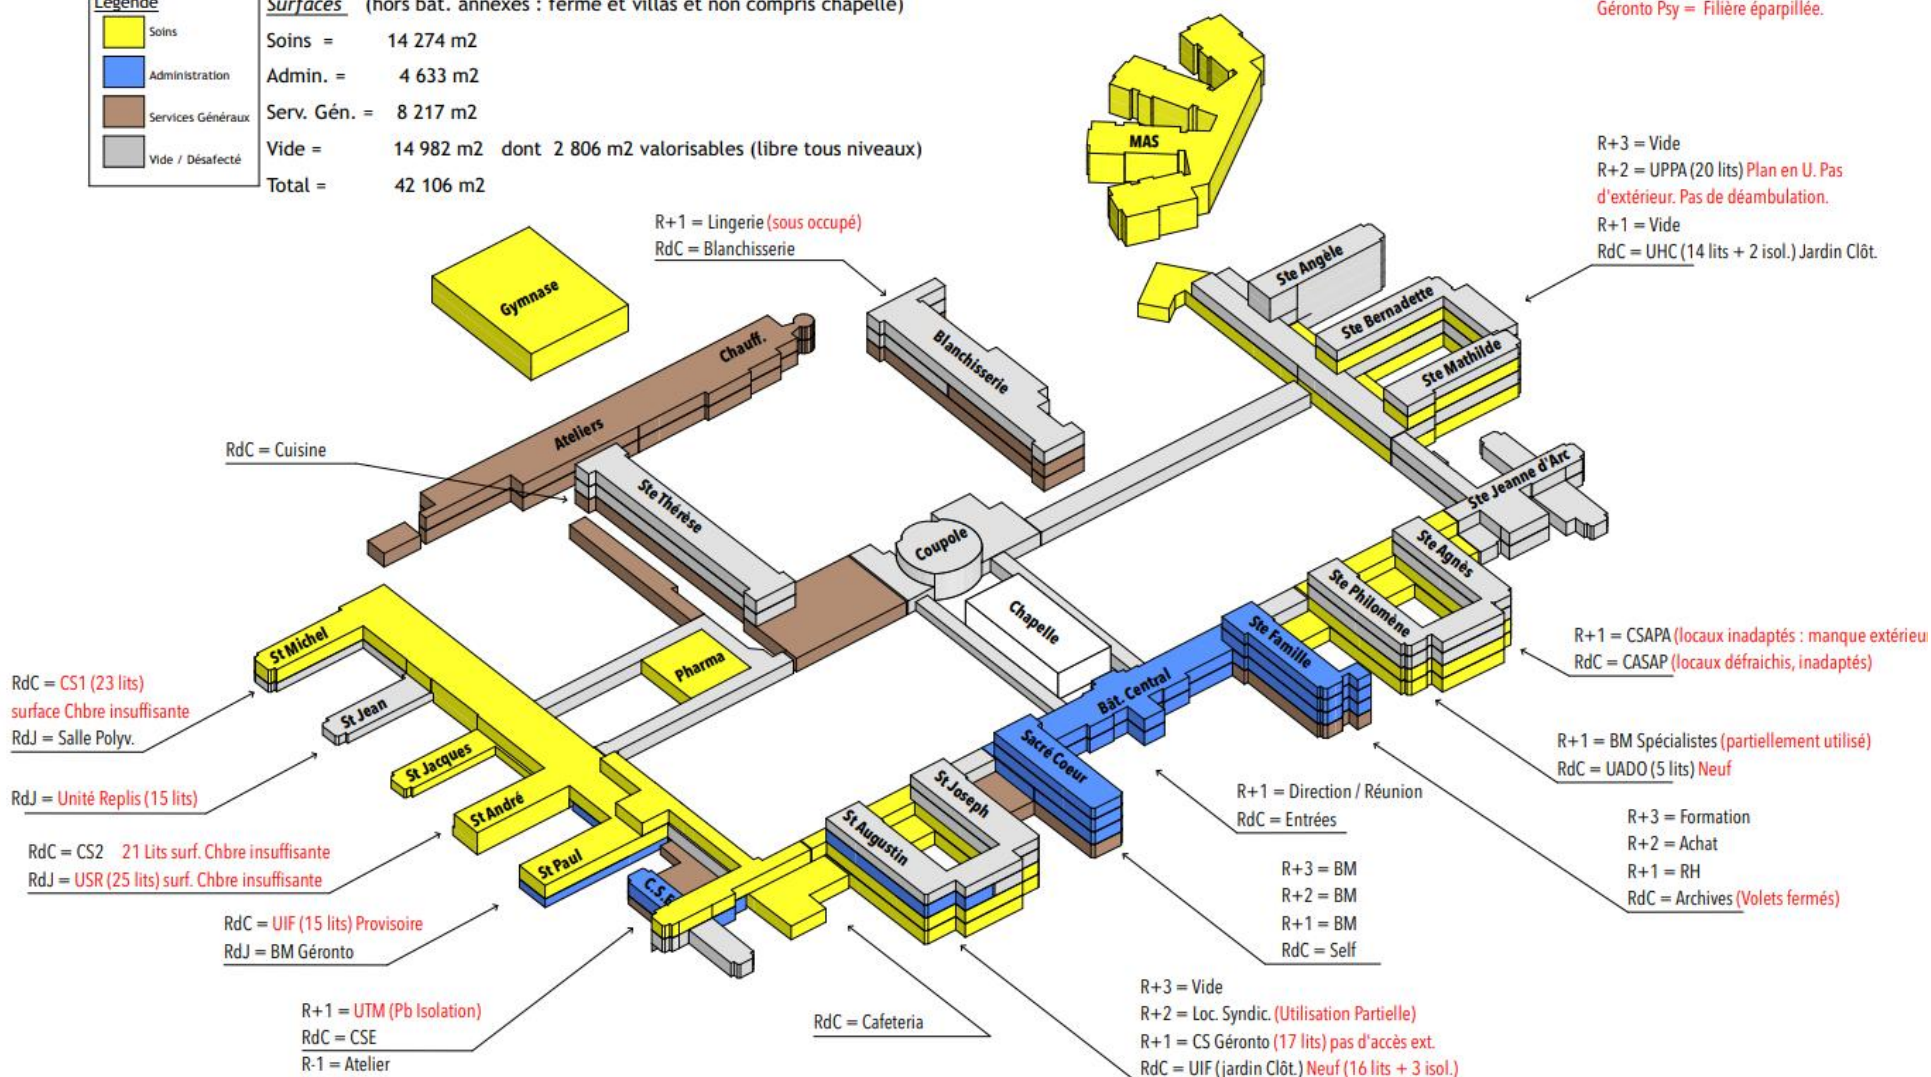 Légende
Soins
Administration
Services Généraux
Vide / Désafecté
Surfaces (hors bat. annexes : ferme et villas et non compris chapelle)
Soins = 14 274 m2
Admin. = 4 633 m2
Serv. Gén. = 8 217 m2
Vide = 14 982 m2 dont 2 806 m2 valorisables (libre tous niveaux)
Total = 42 106 m2
Géronto Psy = Filière éparpillée.
MAS
R+3 = Vide
R+2 = UPPA (20 lits) Plan en U. Pas
d'extérieur. Pas de déambulation.
R+1 = Vide
RdC = UHC (14 lits + 2 isol.) Jardin Clôt.
R+1 = Lingerie (sous occupé)
RdC = Blanchisserie
Gymnase
Ste Angèle
Ste Bernadette
Ste Mathilde
Chauff.
Blanchisserie
Ateliers
RdC = Cuisine
Ste Thérèse
Ste Jeanne d'Arc
Coupole
Ste Agnès
Ste Philomène
Chapelle
Ste Famille
St Michel
Pharma
Bât. Central
R+1 = CSAPA (locaux inadaptés : manque extérieu
RdC = CASAP (locaux défraichis, inadaptés)
RdC = CS1 (23 lits)
surface Chbre insuffisante
RdJ = Salle Polyv.
St Jean
St Jacques
Sacré Coeur
R+1 = BM Spécialistes (partiellement utilisé)
RdC = UADO (5 lits) Neuf
RdJ = Unité Replis (15 lits)
St André
St Joseph
St Augustin
R+1 = Direction / Réunion
RdC = Entrées
R+3 = Formation
R+2 = Achat
R+1 = RH
RdC = Archives (Volets fermés)
RdC = CS2 21 Lits surf. Chbre insuffisante
RdJ = USR (25 lits) surf. Chbre insuffisante
St Paul
C.S.E
R+3 = BM
R+2 = BM
R+1 = BM
RdC = Self
RdC = UIF (15 lits) Provisoire
RdJ = BM Géronto
R+1 = UTM (Pb Isolation)
RdC = CSE
R-1 = Atelier
RdC = Cafeteria
R+3 = Vide
R+2 = Loc. Syndic. (Utilisation Partielle)
R+1 = CS Géronto (17 lits) pas d'accès ext.
RdC = UIF (jardin Clôt.) Neuf (16 lits + 3 isol.)